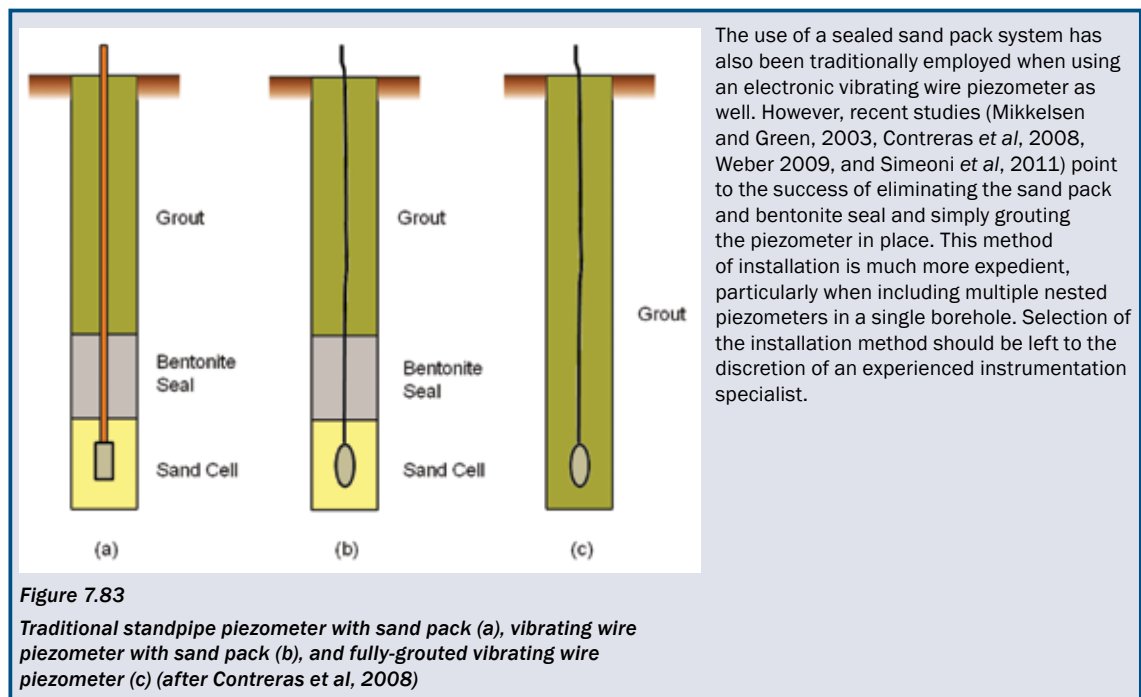 The use of a sealed sand pack system has
also been traditionally employed when using
an electronic vibrating wire piezometer as
well. However, recent studies (Mikkelsen
and Green, 2003, Contreras et al, 2008,
Weber 2009, and Simeoni et al, 2011) point
to the success of eliminating the sand pack
and bentonite seal and simply grouting
the piezometer in place. This method
of installation is much more expedient,
particularly when including multiple nested
piezometers in a single borehole. Selection of
the installation method should be left to the
discretion of an experienced instrumentation
specialist.
Grout
Bentonite
Seal
Sand Cell
(a)
Grout
Bentonite
Seal
Sand Cell
(b)
Grout
(c)
Figure 7.83
Traditional standpipe piezometer with sand pack (a), vibrating wire
piezometer with sand pack (b), and fully-grouted vibrating wire
piezometer (c) (after Contreras et al, 2008)